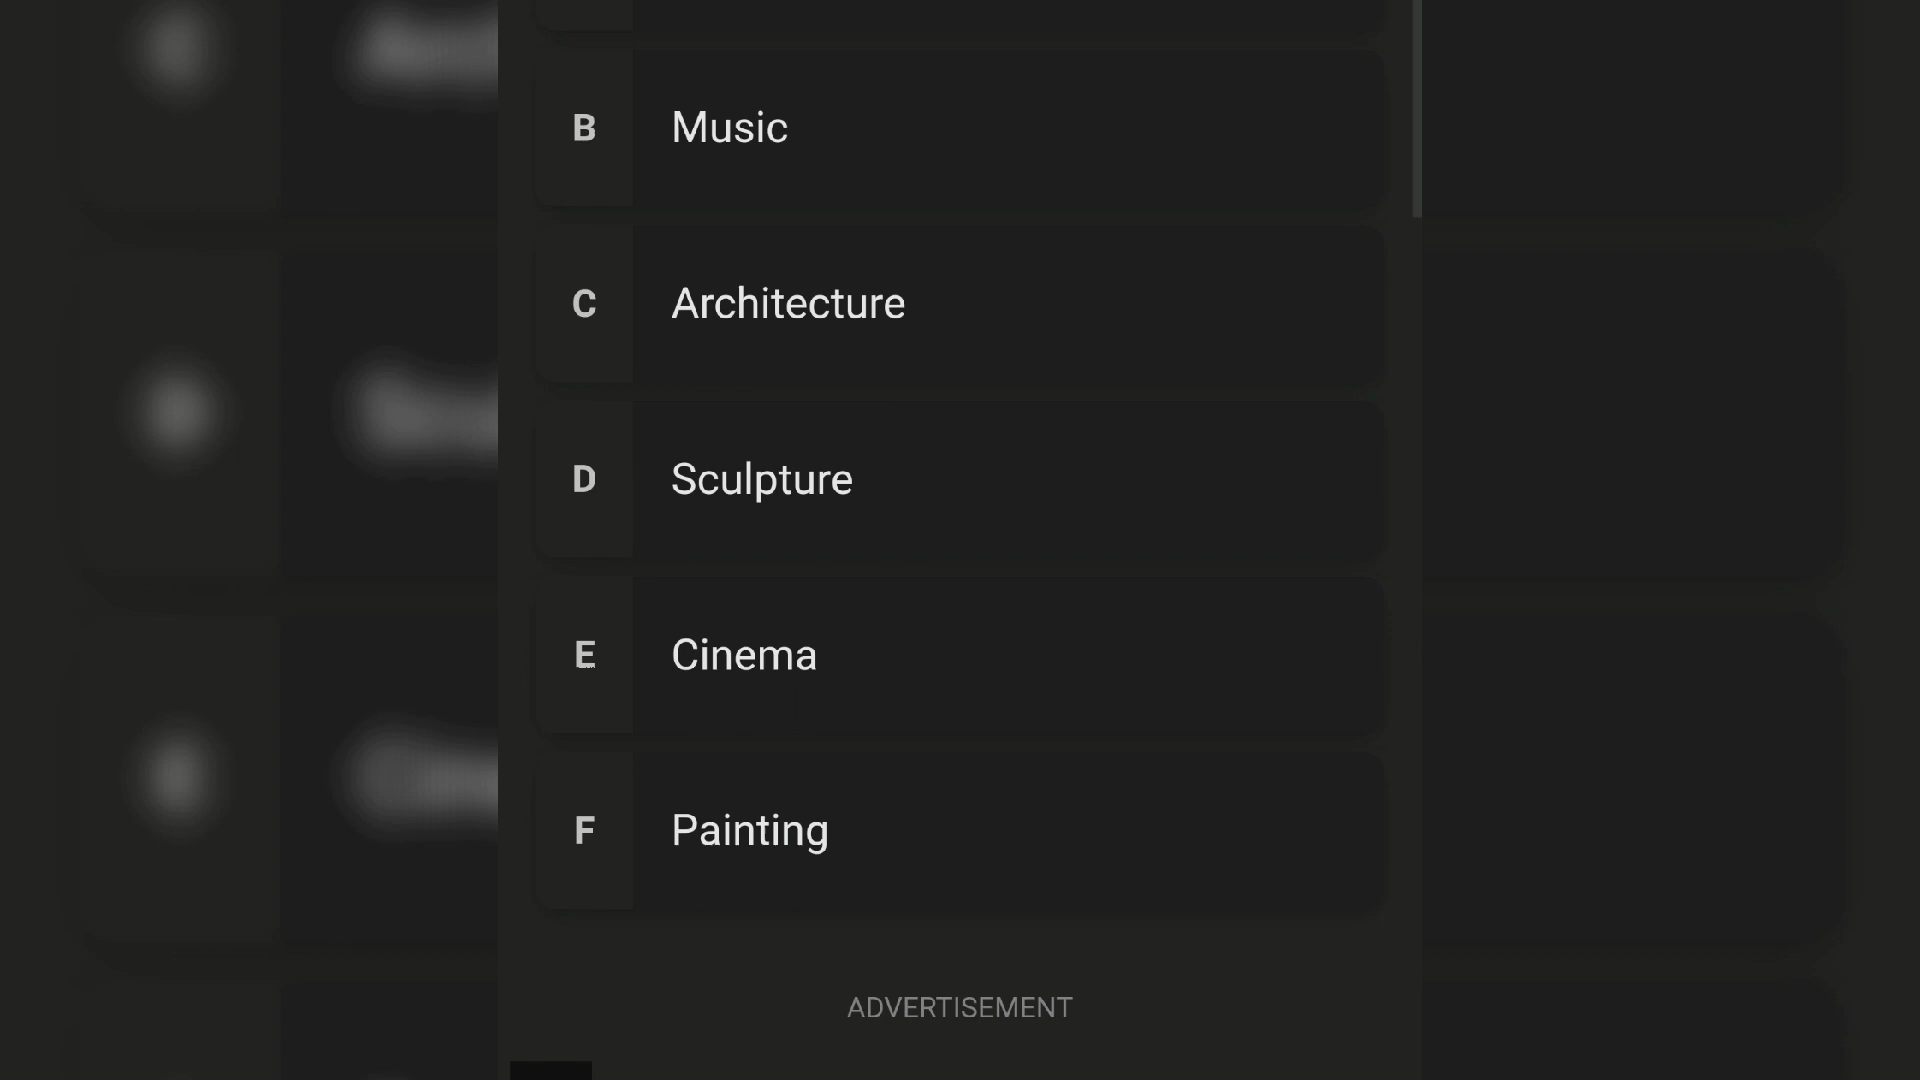 B Music
C Architecture
D Sculpture
E Cinema
F Painting
ADVERTISEMENT